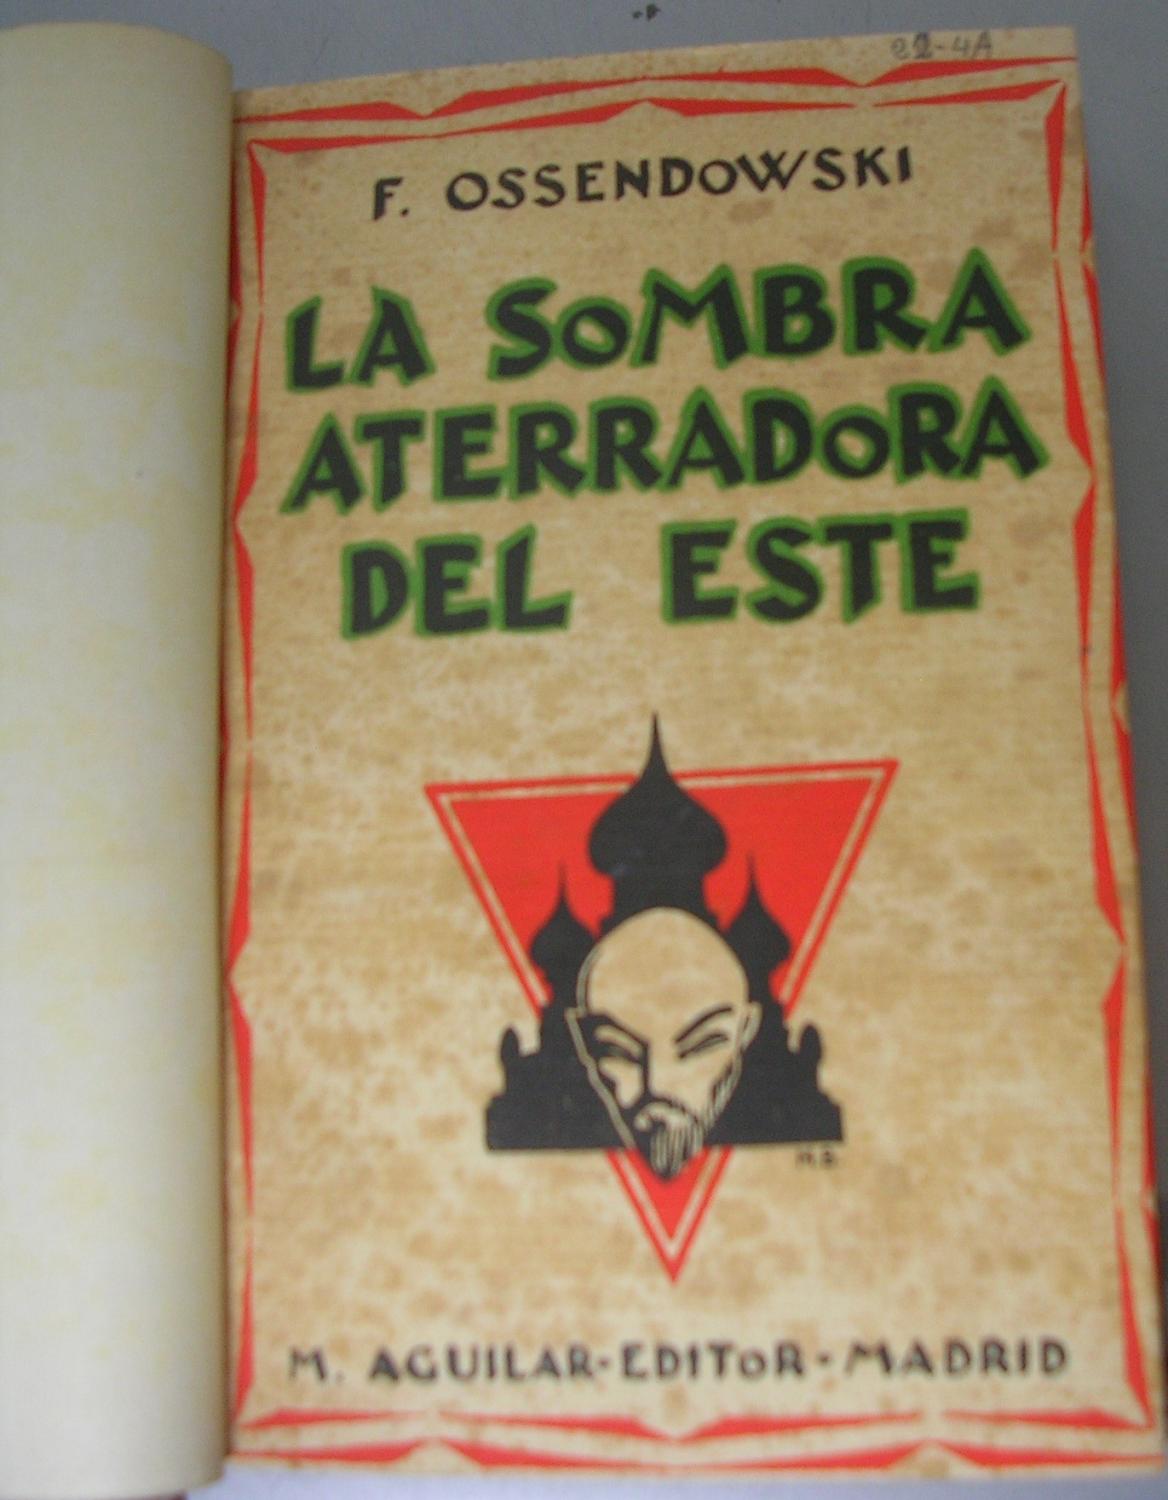 22-4A
F. OSSENDOWSKI
LA SOMBRA
ATERRADORA
DEL ESTE
M. AGUILAR-EDITOR-MADRID